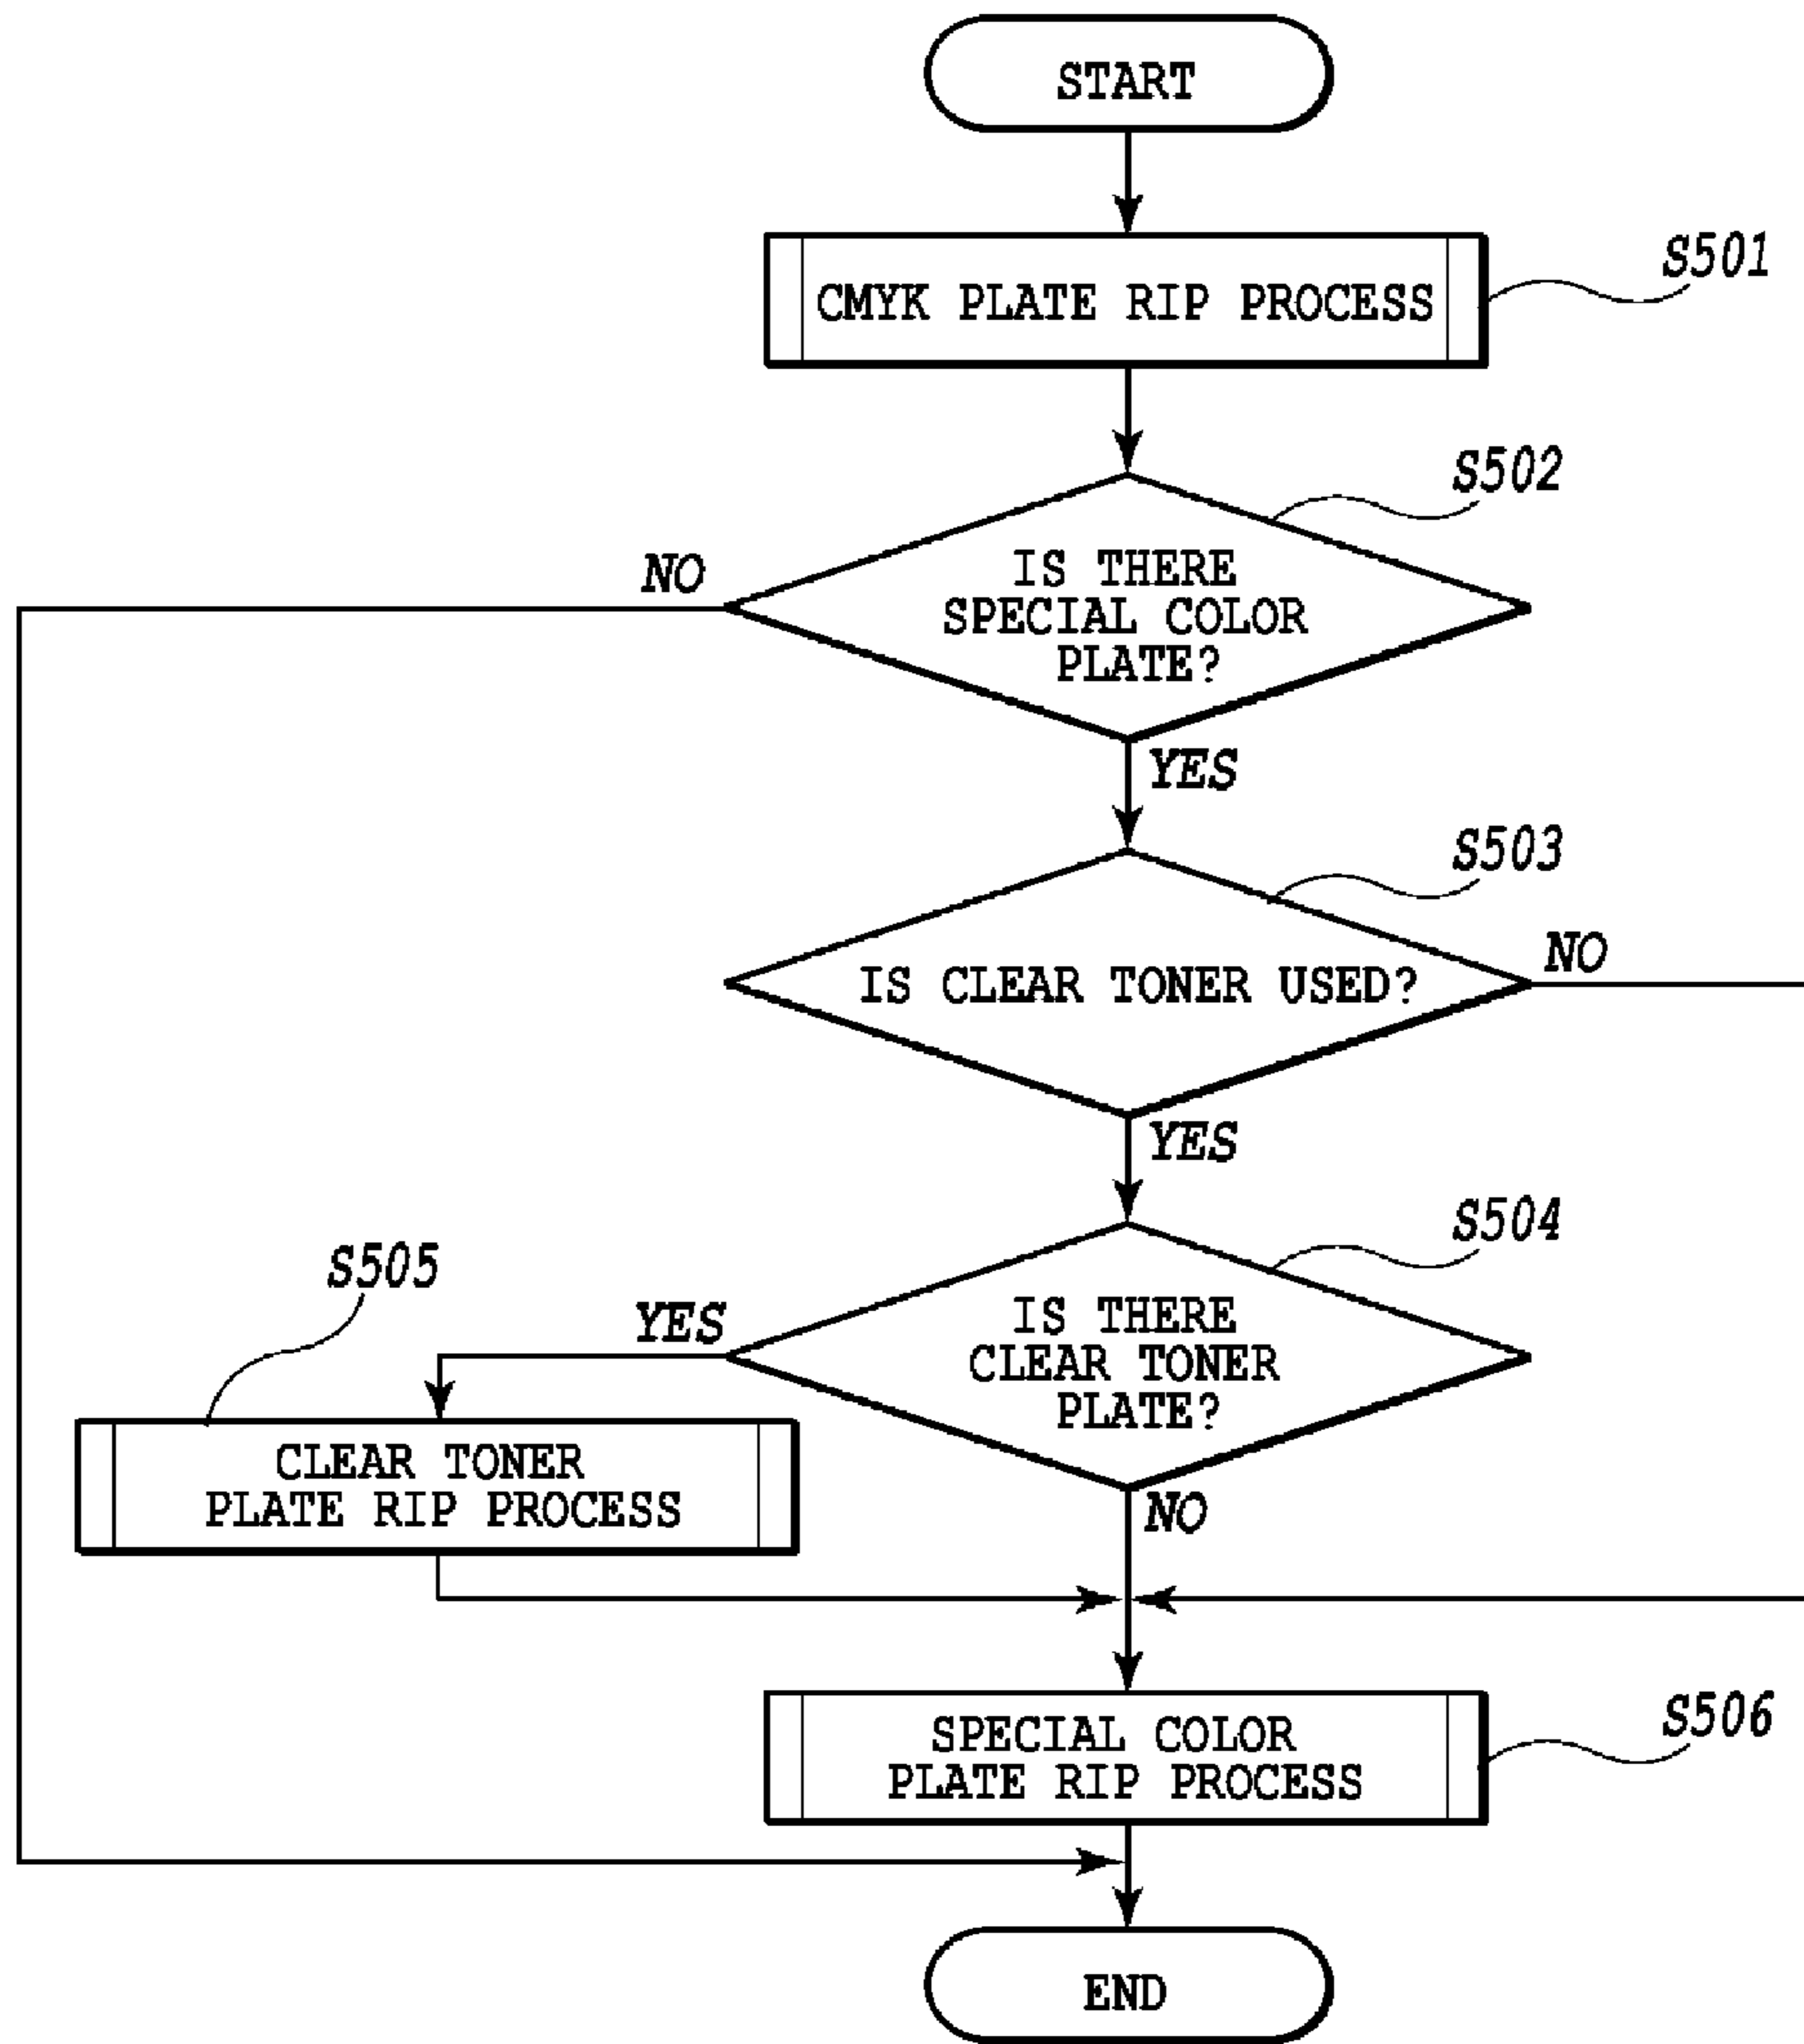 START
CMYK PLATE RIP PROCESS
S501
S502
NO
IS THERE
SPECIAL COLOR
PLATE?
YES
S503
IS CLEAR TONER USED?
NO
YES
S504
S505
YES
IS THERE
CLEAR TONER
PLATE?
NO
CLEAR TONER
PLATE RIP PROCESS
SPECIAL COLOR
PLATE RIP PROCESS
S506
END